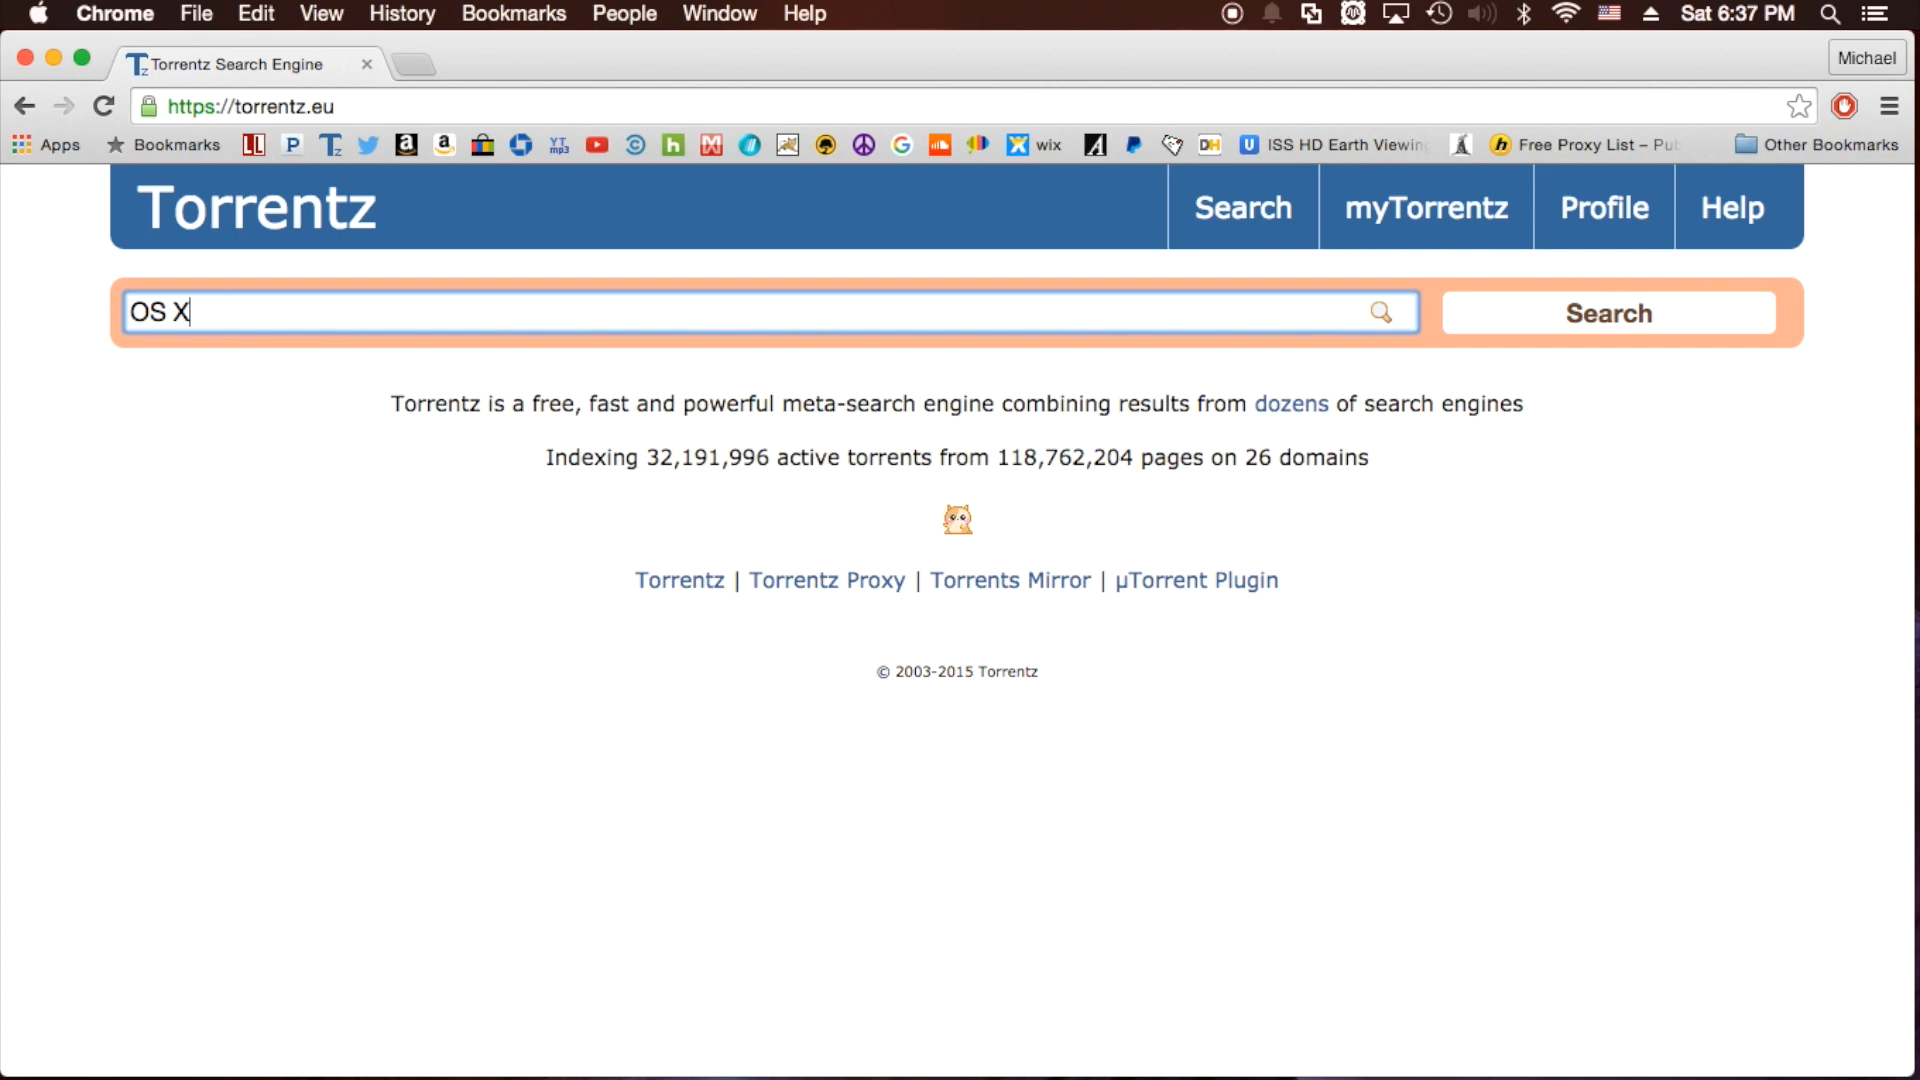 Chrome File Edit View History Bookmarks People Window Help Sat 6:37 PM
Torrentz Search Engine Michael
https://torrentz.eu
Apps Bookmarks YT mp3 wix DH ISS HD Earth Viewing Free Proxy List – Pu Other Bookmarks
Torrentz Search myTorrentz Profile Help
OS X Search
Torrentz is a free, fast and powerful meta-search engine combining results from dozens of search engines
Indexing 32,191,996 active torrents from 118,762,204 pages on 26 domains
Torrentz | Torrentz Proxy | Torrents Mirror | µTorrent Plugin
© 2003-2015 Torrentz